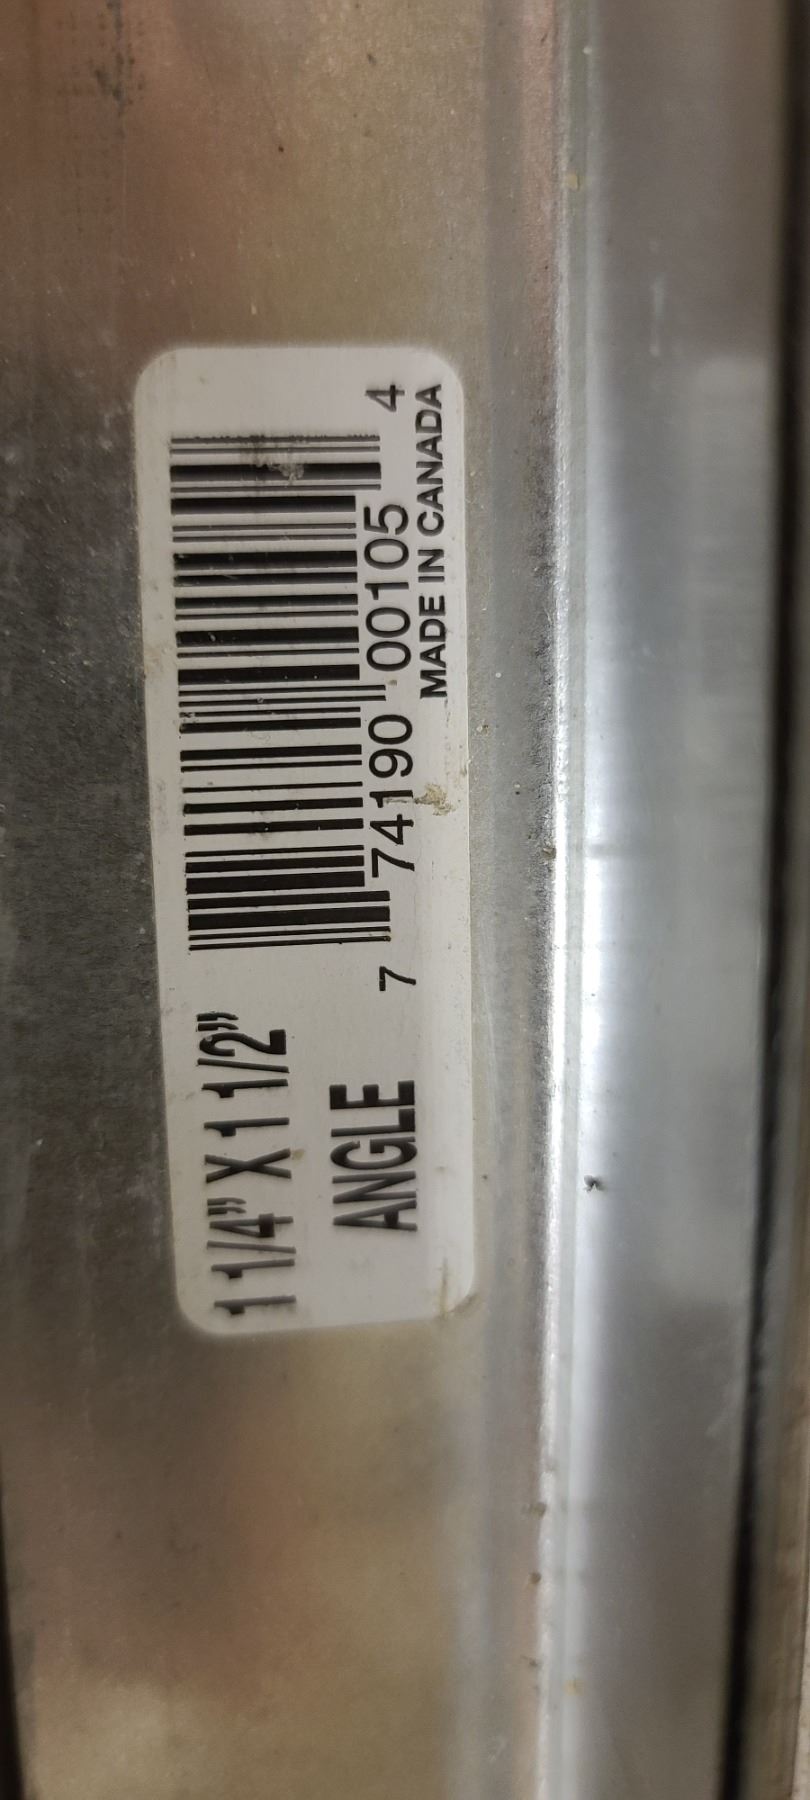 1 1/4" X 1 1/2"
ANGLE
7 74190 00105 4
MADE IN CANADA